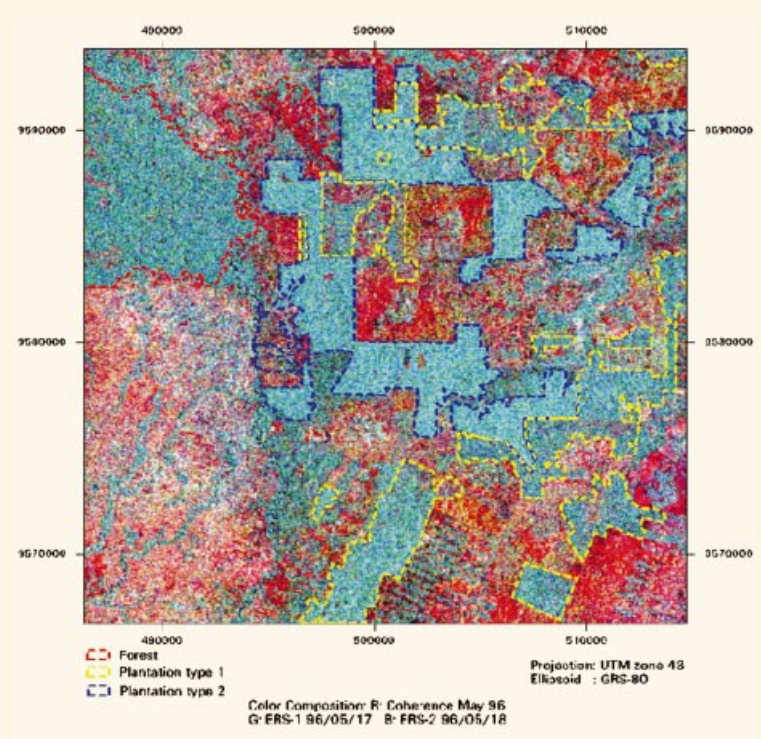 490000 500000 510000
9590000 9590000
9580000 9580000
9570000 9570000
490000 500000 510000
Forest
Plantation type 1
Plantation type 2
Projection: UTM zone 48
Ellipsoid : GRS-80
Color Composition: R: Coherence May 96
G: ERS-1 96/05/17 B: ERS-2 96/05/18